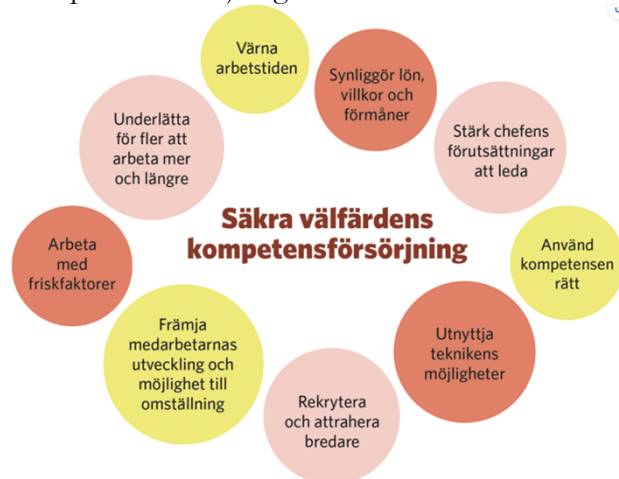 Värna
arbetstiden
Synliggör lön,
villkor och
förmåner
Stärk chefens
förutsättningar
att leda
Använd
kompetensen
rätt
Utnyttja
teknikens
möjligheter
Rekrytera
och attrahera
bredare
Främja
medarbetarnas
utveckling och
möjlighet till
omställning
Arbeta
med
friskfaktorer
Underlätta
för fler att
arbeta mer
och längre
Säkra välfärdens
kompetensförsörjning